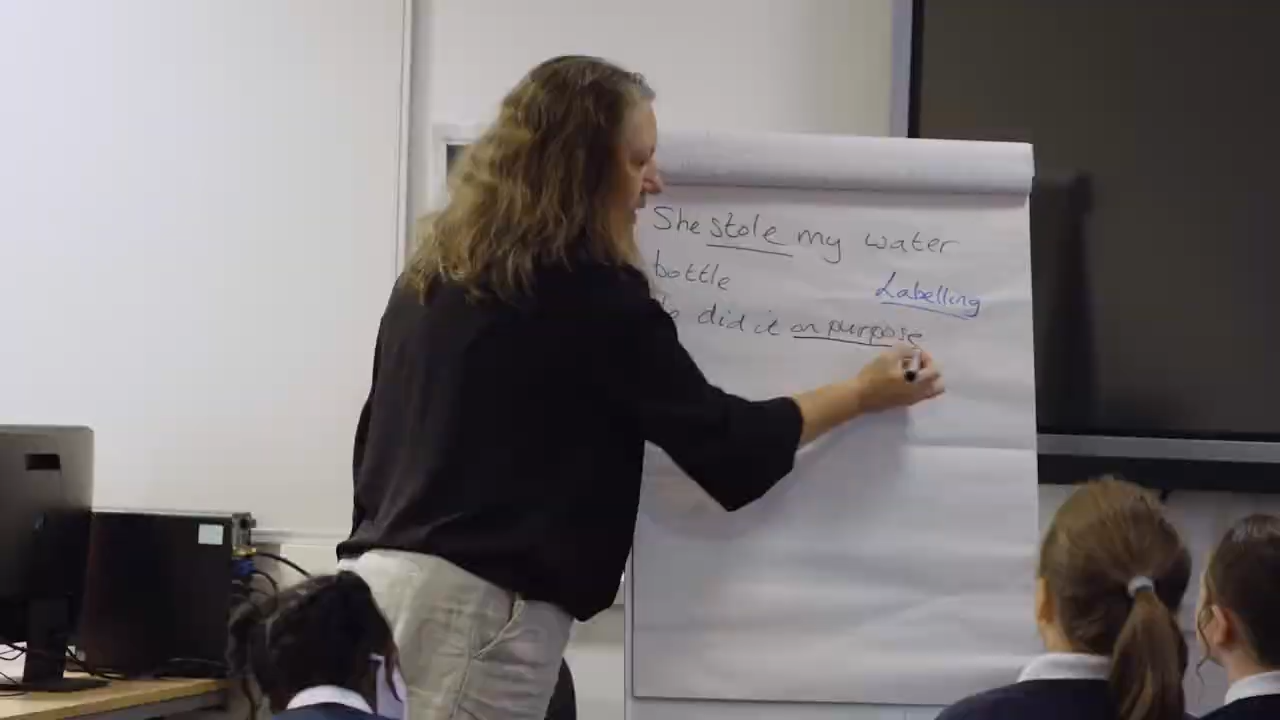 She stole my water
bottle
Labelling
did it on purpose